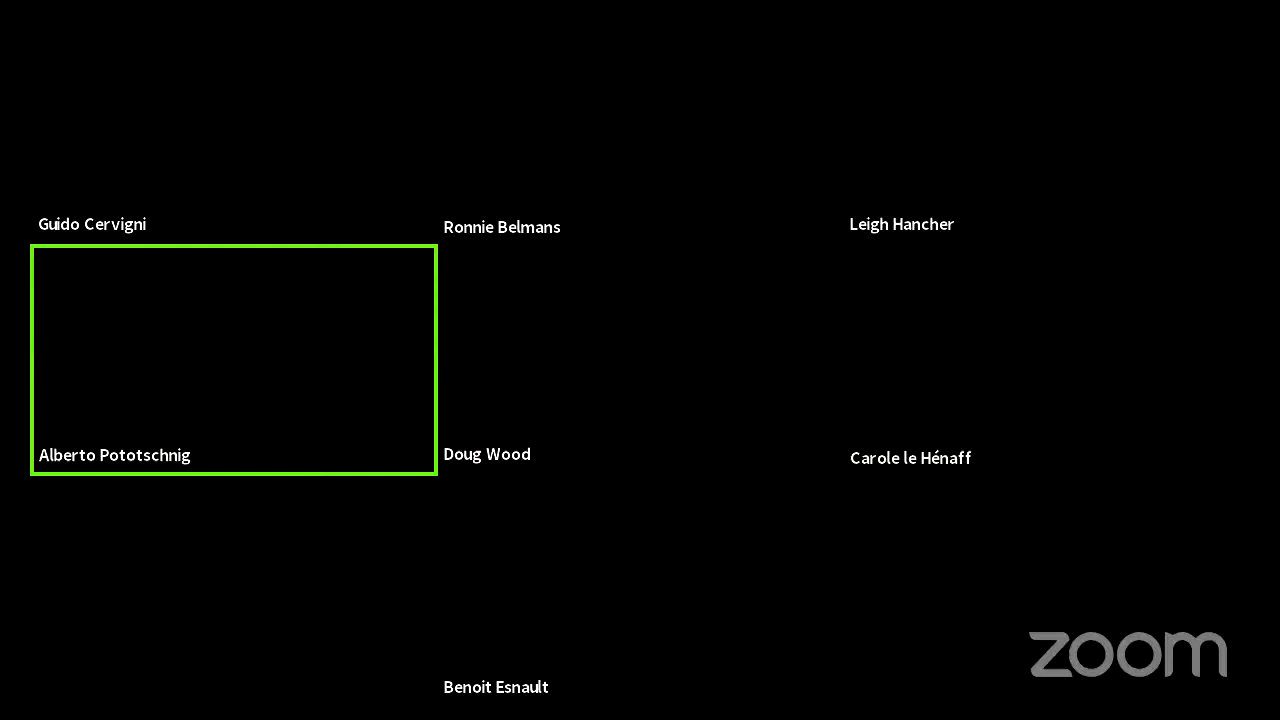 Guido Cervigni
Ronnie Belmans
Leigh Hancher
Alberto Pototschnig
Doug Wood
Carole le Hénaff
Benoit Esnault
zoom